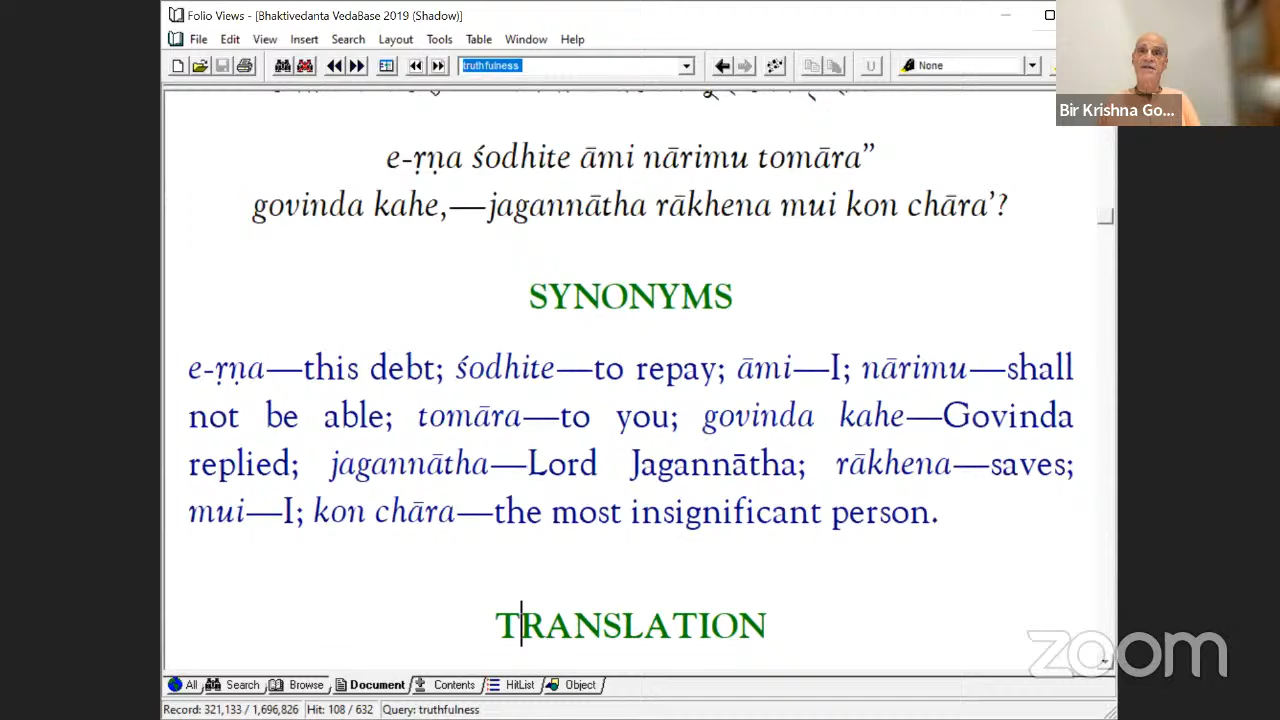 Folio Views - [Bhaktivedanta VedaBase 2019 (Shadow)]
File Edit View Insert Search Layout Tools Table Window Help
truthfulness
U
None
Bir Krishna Go...
e-ṛṇa śodhite āmi nārimu tomāra”
govinda kahe,—jagannātha rākhena mui kon chāra’?
SYNONYMS
e-ṛṇa—this debt; śodhite—to repay; āmi—I; nārimu—shall
not be able; tomāra—to you; govinda kahe—Govinda
replied; jagannātha—Lord Jagannātha; rākhena—saves;
mui—I; kon chāra—the most insignificant person.
TRANSLATION
zoom
All Search Browse Document Contents HitList Object
Record: 321,133 / 1,696,826 Hit: 108 / 632 Query: truthfulness